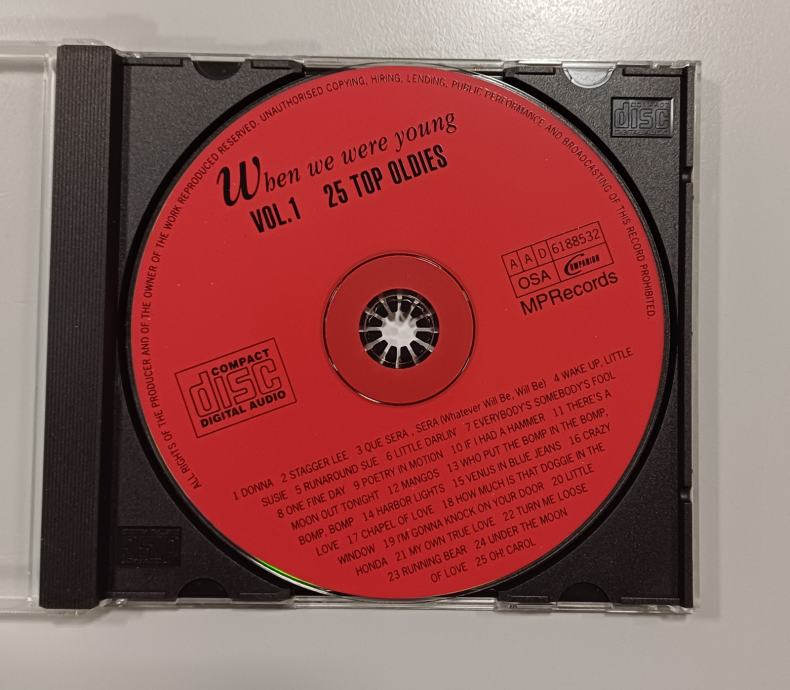 ALL RIGHTS OF THE PRODUCER AND OF THE OWNER OF THE WORK REPRODUCED RESERVED. UNAUTHORISED COPYING, HIRING, LENDING, PUBLIC PERFORMANCE AND BROADCASTING OF THIS RECORD PROHIBITED.
When we were young
VOL.1 25 TOP OLDIES
AAD 6188532
OSA COMPANION
MPRecords
COMPACT
disc
DIGITAL AUDIO
1 DONNA 2 STAGGER LEE 3 QUE SERA , SERA (Whatever Will Be, Will Be) 4 WAKE UP, LITTLE
SUSIE 5 RUNAROUND SUE 6 LITTLE DARLIN' 7 EVERYBODY'S SOMEBODY'S FOOL
8 ONE FINE DAY 9 POETRY IN MOTION 10 IF I HAD A HAMMER 11 THERE'S A
MOON OUT TONIGHT 12 MANGOS 13 WHO PUT THE BOMP IN THE BOMP,
BOMP, BOMP 14 HARBOR LIGHTS 15 VENUS IN BLUE JEANS 16 CRAZY
LOVE 17 CHAPEL OF LOVE 18 HOW MUCH IS THAT DOGGIE IN THE
WINDOW 19 I'M GONNA KNOCK ON YOUR DOOR 20 LITTLE
HONDA 21 MY OWN TRUE LOVE 22 TURN ME LOOSE
23 RUNNING BEAR 24 UNDER THE MOON
OF LOVE 25 OH! CAROL
disc